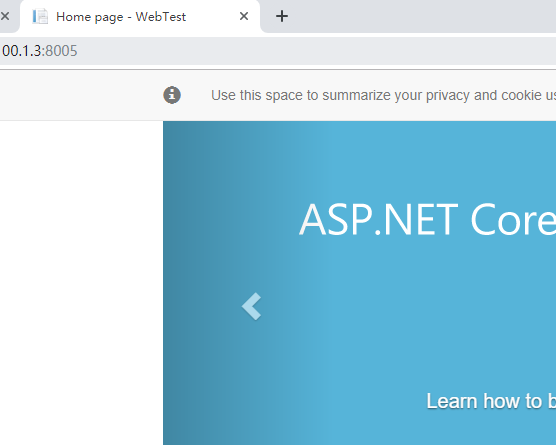 Home page - WebTest
00.1.3:8005
Use this space to summarize your privacy and cookie
ASP.NET Core
Learn how to